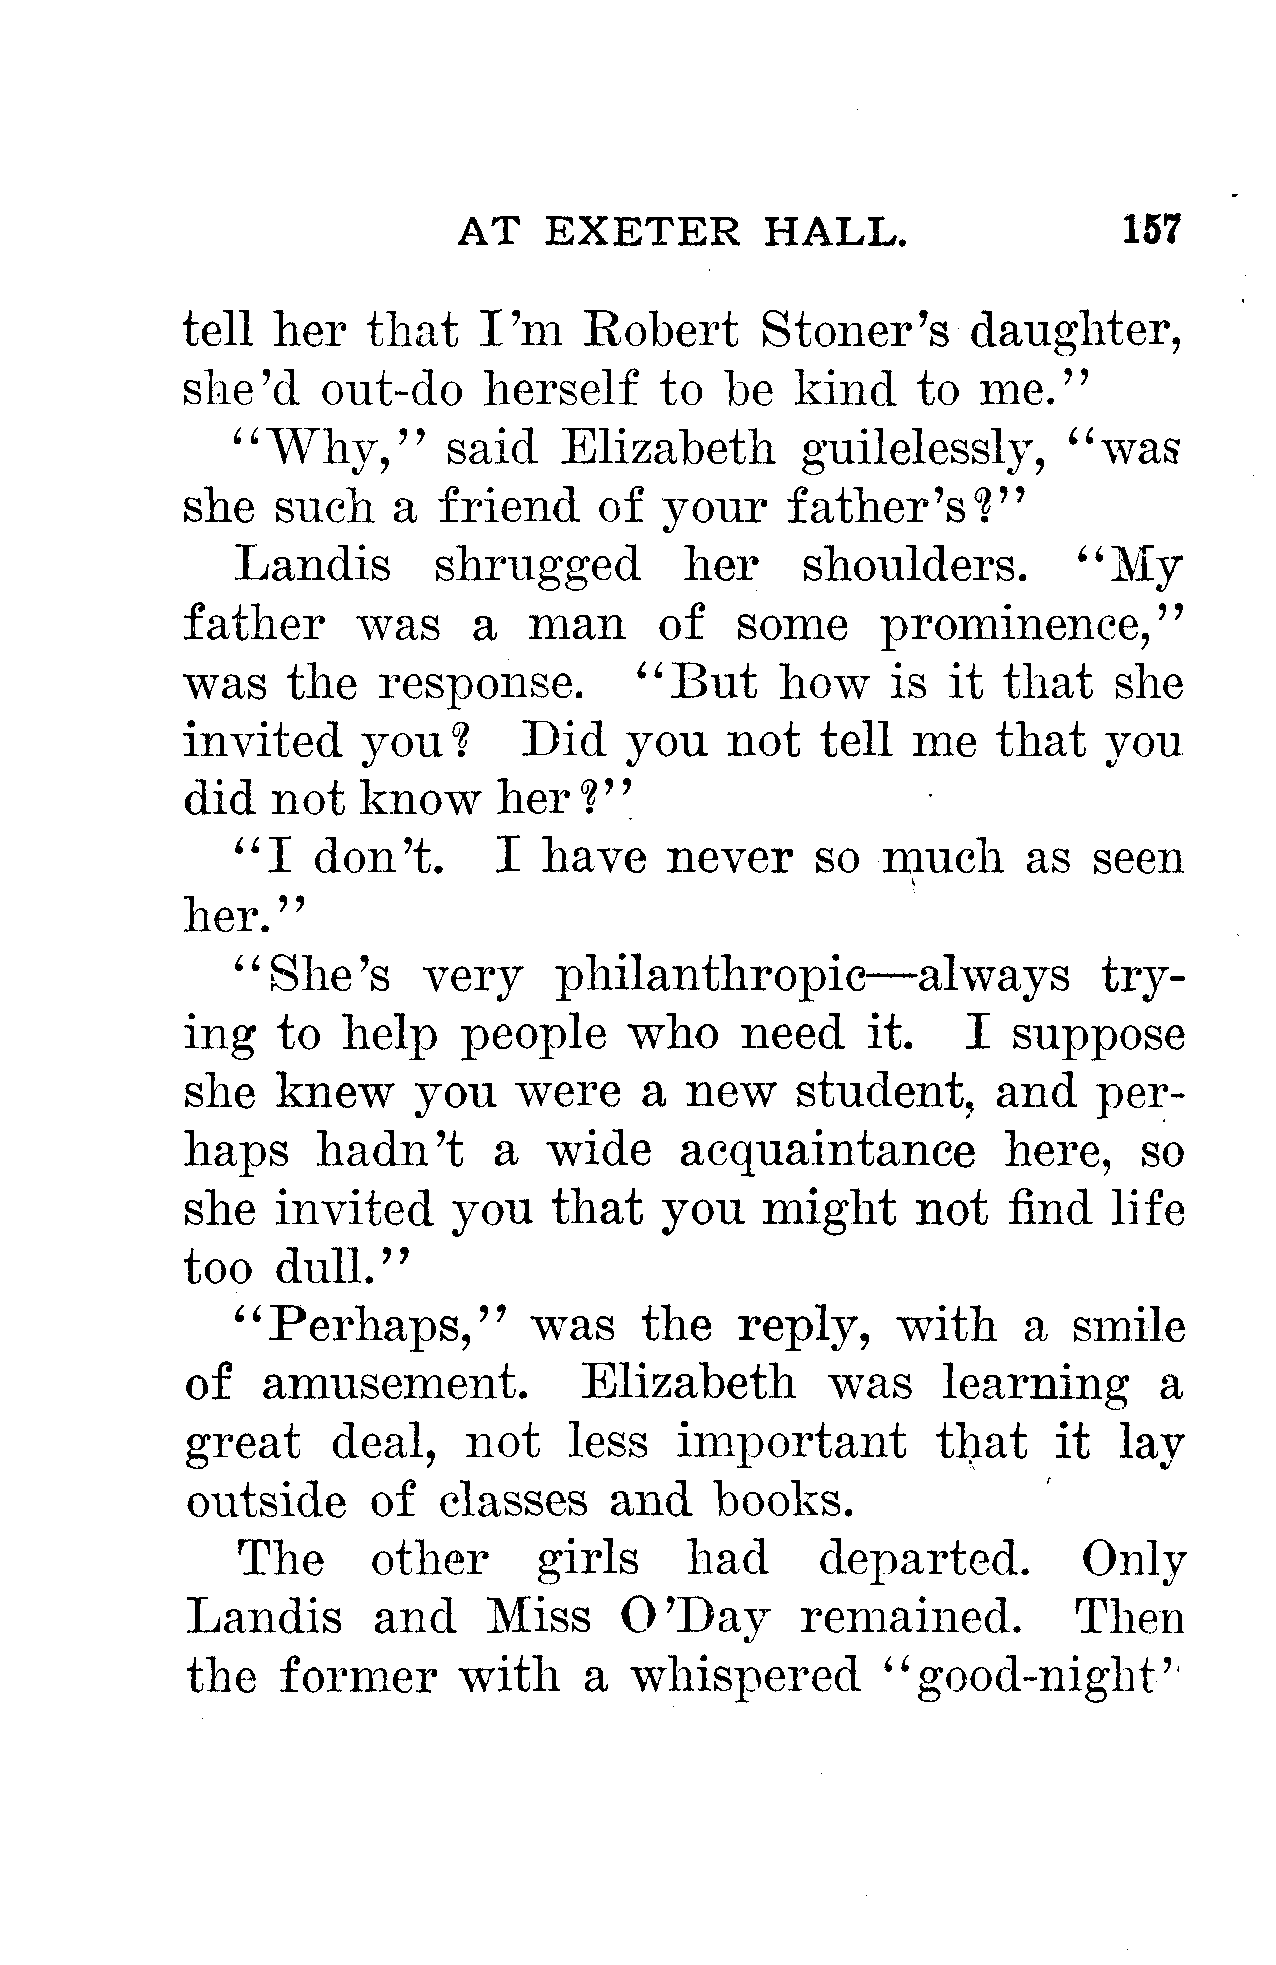 AT EXETER HALL. 157
tell her that I'm Robert Stoner's daughter,
she'd out-do herself to be kind to me."
"Why," said Elizabeth guilelessly, "was
she such a friend of your father's?"
Landis shrugged her shoulders. "My
father was a man of some prominence,"
was the response. "But how is it that she
invited you? Did you not tell me that you
did not know her?"
"I don't. I have never so much as seen
her."
"She's very philanthropic—always try-
ing to help people who need it. I suppose
she knew you were a new student, and per-
haps hadn't a wide acquaintance here, so
she invited you that you might not find life
too dull."
"Perhaps," was the reply, with a smile
of amusement. Elizabeth was learning a
great deal, not less important that it lay
outside of classes and books.
The other girls had departed. Only
Landis and Miss O'Day remained. Then
the former with a whispered "good-night"